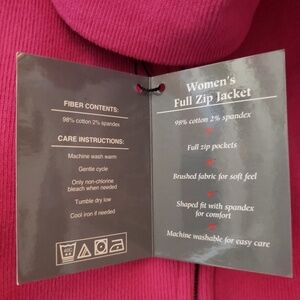 FIBER CONTENTS:
98% cotton 2% spandex
CARE INSTRUCTIONS:
Machine wash warm
Gentle cycle
Only non-chlorine
bleach when needed
Tumble dry low
Cool iron if needed
Women's
Full Zip Jacket
98% cotton 2% spandex
Full zip pockets
Brushed fabric for soft feel
Shaped fit with spandex
for comfort
Machine washable for easy care